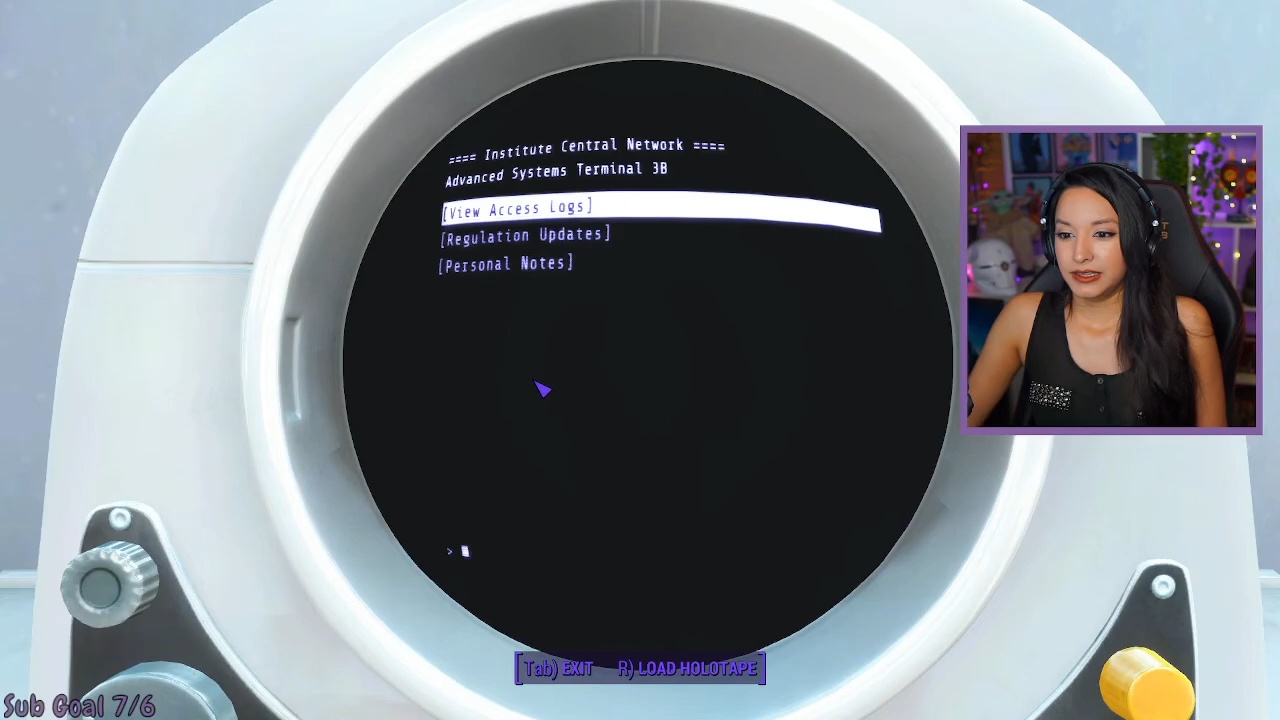 ==== Institute Central Network ====
Advanced Systems Terminal 3B
[View Access Logs]
[Regulation Updates]
[Personal Notes]
>
[Tab) EXIT R) LOAD HOLOTAPE]
Sub Goal 7/6